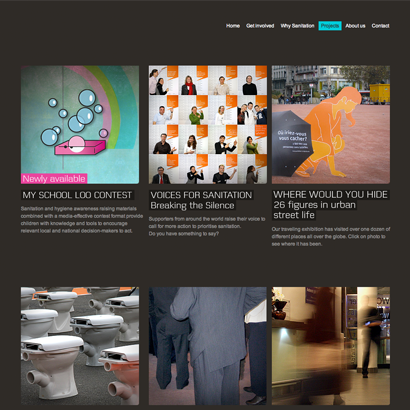 Home Get involved Why Sanitation Projects About us Contact
Newly available
MY SCHOOL LOO CONTEST
Sanitation and hygiene awareness raising materials
combined with a media-effective contest format provide
children with knowledge and tools to encourage
relevant local and national decision-makers to act.
VOICES FOR SANITATION
Breaking the Silence
Supporters from around the world raise their voice to
call for more action to prioritise sanitation.
Do you have something to say?
Où iriez-vous
vous cacher?
WHERE WOULD YOU HIDE
26 figures in urban
street life
Our traveling exhibition has visited over one dozen of
different places all over the globe. Click on photo to
see where it has been.